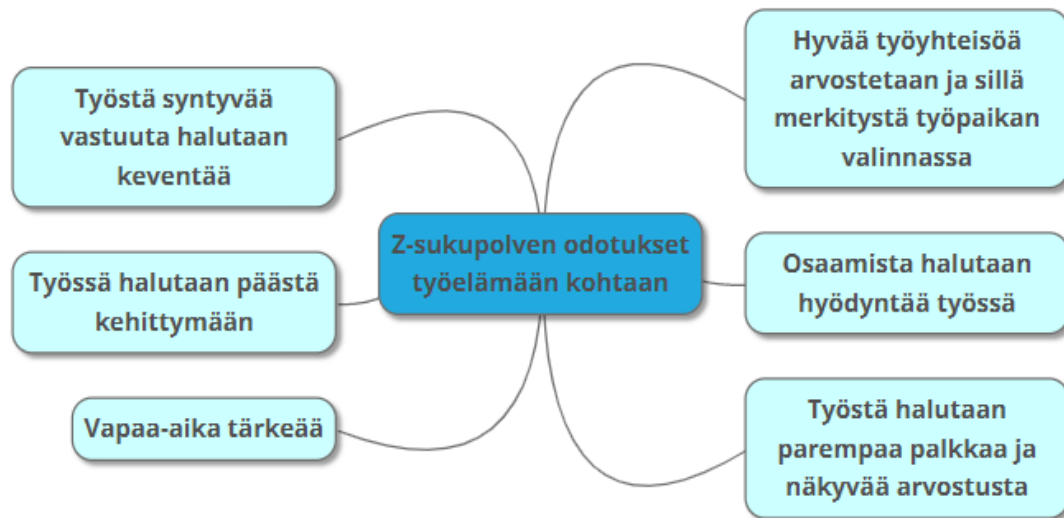 Työstä syntyvää
vastuuta halutaan
keventää
Työssä halutaan päästä
kehittymään
Vapaa-aika tärkeää
Z-sukupolven odotukset
työelämään kohtaan
Hyvää työyhteisöä
arvostetaan ja sillä
merkitystä työpaikan
valinnassa
Osaamista halutaan
hyödyntää työssä
Työstä halutaan
parempaa palkkaa ja
näkyvää arvostusta